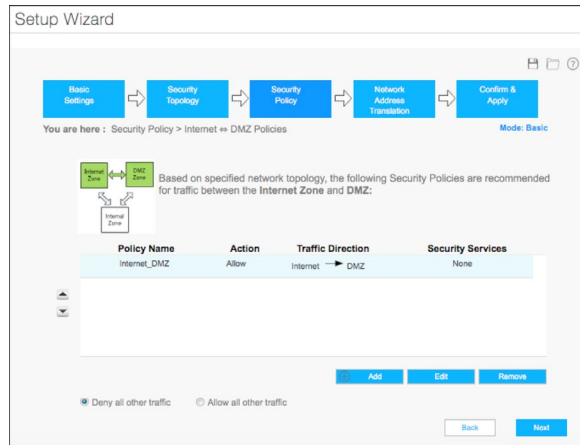 Setup Wizard
Basic Settings
Security Topology
Security Policy
Network Address Translation
Confirm & Apply
You are here : Security Policy > Internet ⇔ DMZ Policies
Mode: Basic
Internet Zone
DMZ Zone
Internal Zone
Based on specified network topology, the following Security Policies are recommended
for traffic between the Internet Zone and DMZ:
Policy Name Action Traffic Direction Security Services
Internet_DMZ Allow Internet DMZ None
Add Edit Remove
Deny all other traffic Allow all other traffic
Back Next